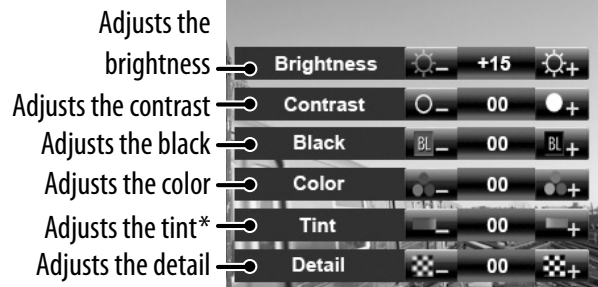 Adjusts the
brightness
Brightness +15
Adjusts the contrast
Contrast 00
Adjusts the black
Black BL 00 BL
Adjusts the color
Color 00
Adjusts the tint*
Tint 00
Adjusts the detail
Detail 00